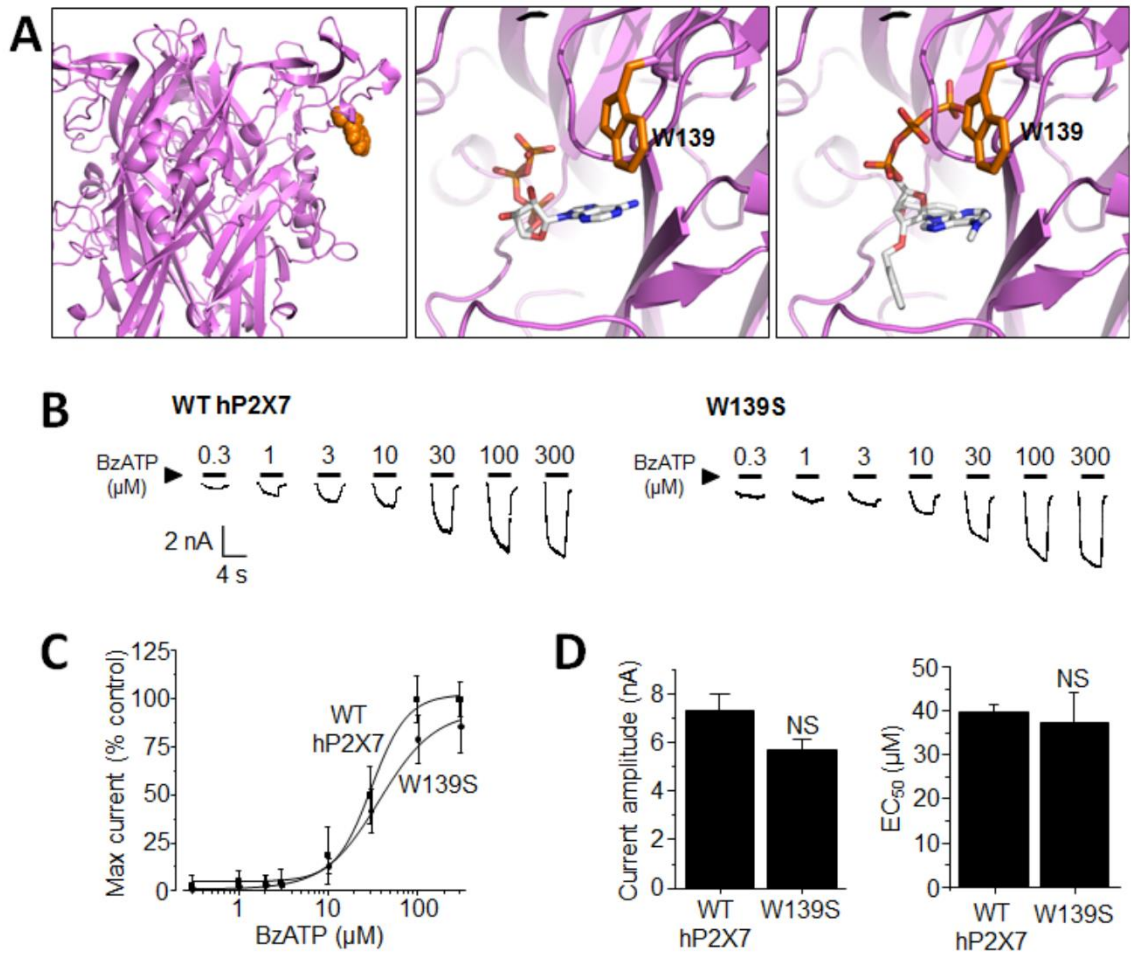 A
W139
W139
B
WT hP2X7
W139S
BzATP (µM)
0.3 1 3 10 30 100 300
2 nA
4 s
BzATP (µM)
0.3 1 3 10 30 100 300
C
Max current (% control)
125
100
75
50
25
0
WT hP2X7
W139S
1 10 100
BzATP (µM)
D
Current amplitude (nA)
8
6
4
2
0
NS
WT hP2X7
W139S
EC50 (µM)
50
40
30
20
10
0
NS
WT hP2X7
W139S